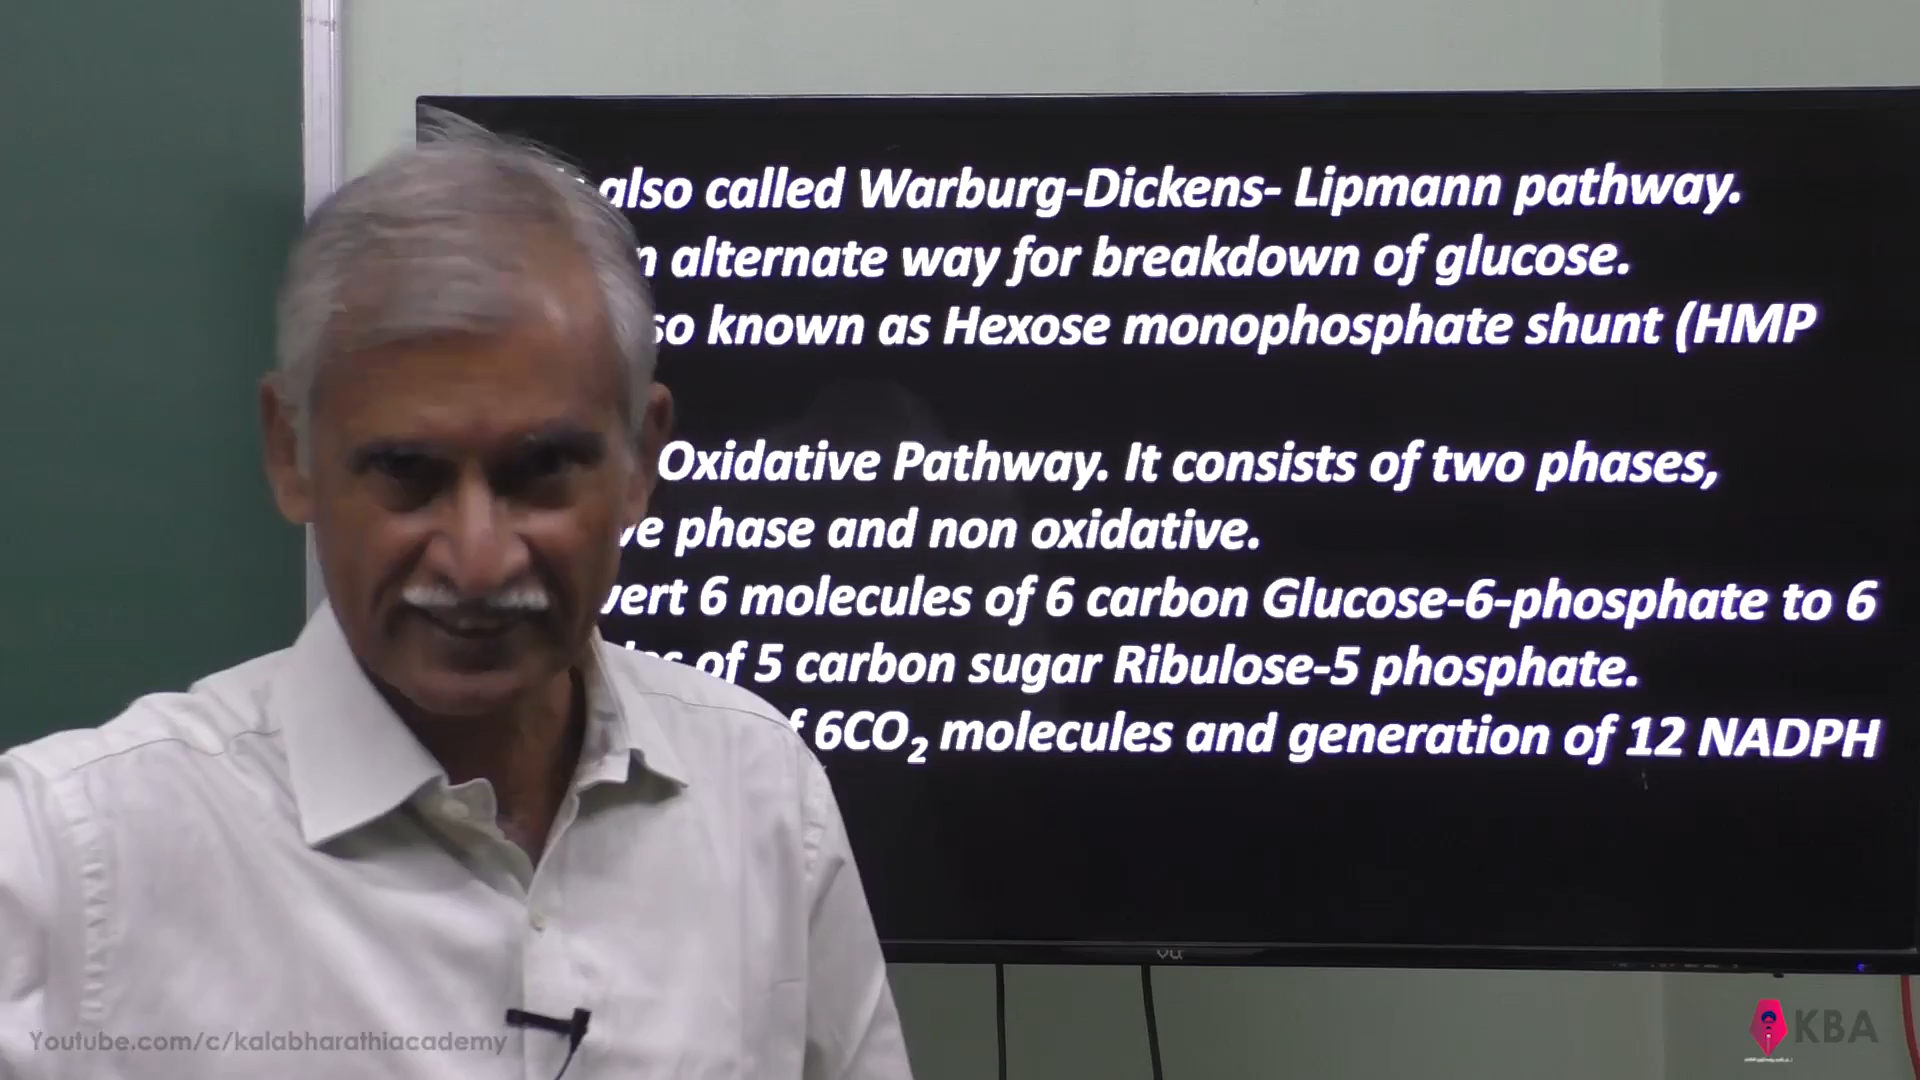 also called Warburg-Dickens- Lipmann pathway.
alternate way for breakdown of glucose.
known as Hexose monophosphate shunt (HMP
Oxidative Pathway. It consists of two phases,
phase and non oxidative.
6 molecules of 6 carbon Glucose-6-phosphate to 6
of 5 carbon sugar Ribulose-5 phosphate.
6CO₂ molecules and generation of 12 NADPH
VU
Youtube.com/c/kalabharathiacademy
KBA